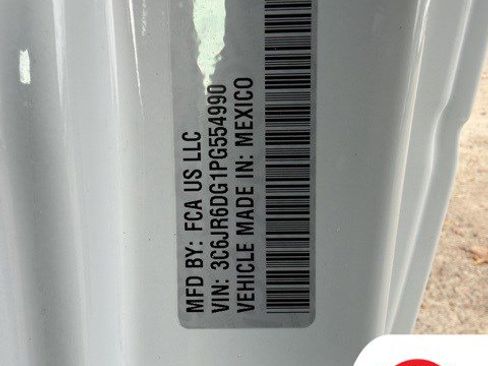 MFD BY: FCA US LLC
VIN: 3C6JR6DG1PG554990
VEHICLE MADE IN: MEXICO